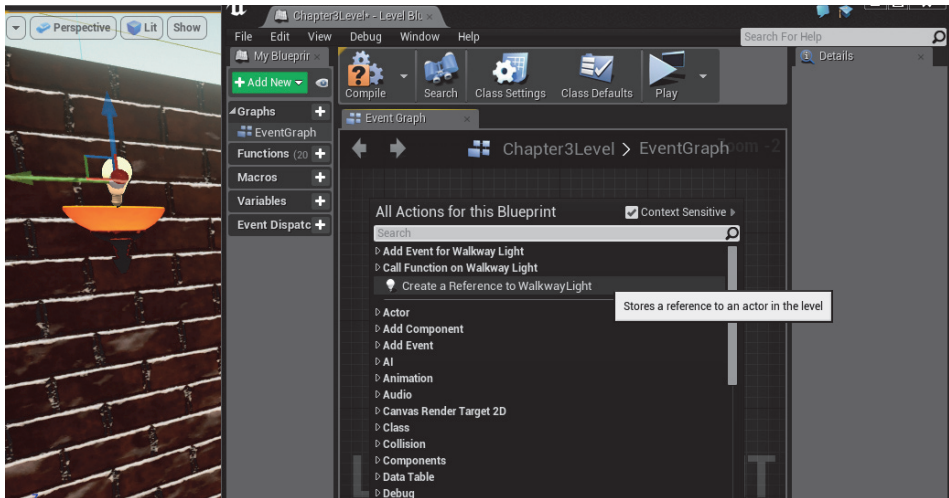 Perspective Lit Show
Chapter3Level* - Level Blu ×
File Edit View Debug Window Help
Search For Help
My Blueprin ×
Details ×
+ Add New
Compile Search Class Settings Class Defaults Play
Graphs +
EventGraph
Functions (20 +
Macros +
Variables +
Event Dispatc +
Event Graph ×
Chapter3Level > EventGraph
Zoom -2
All Actions for this Blueprint
Context Sensitive
Search
Add Event for Walkway Light
Call Function on Walkway Light
Create a Reference to WalkwayLight
Stores a reference to an actor in the level
Actor
Add Component
Add Event
AI
Animation
Audio
Canvas Render Target 2D
Class
Collision
Components
Data Table
Debug